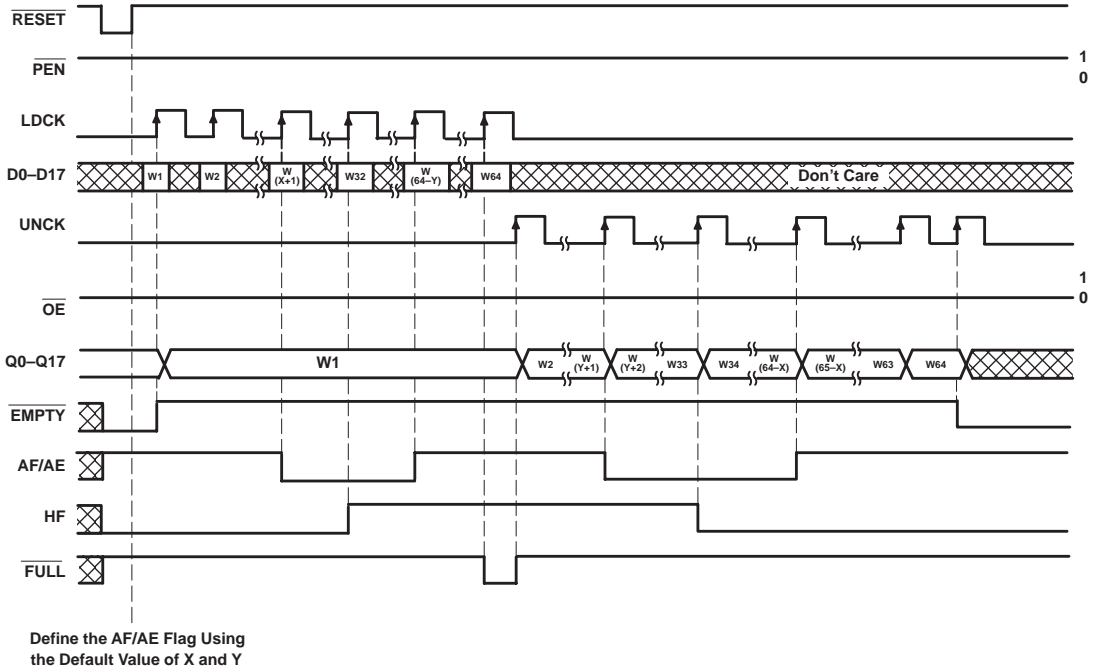 RESET
PEN
1
0
LDCK
D0–D17
W1
W2
W
(X+1)
W32
W
(64–Y)
W64
Don't Care
UNCK
OE
1
0
Q0–Q17
W1
W2
W
(Y+1)
W
(Y+2)
W33
W34
W
(64–X)
W
(65–X)
W63
W64
EMPTY
AF/AE
HF
FULL
Define the AF/AE Flag Using
the Default Value of X and Y